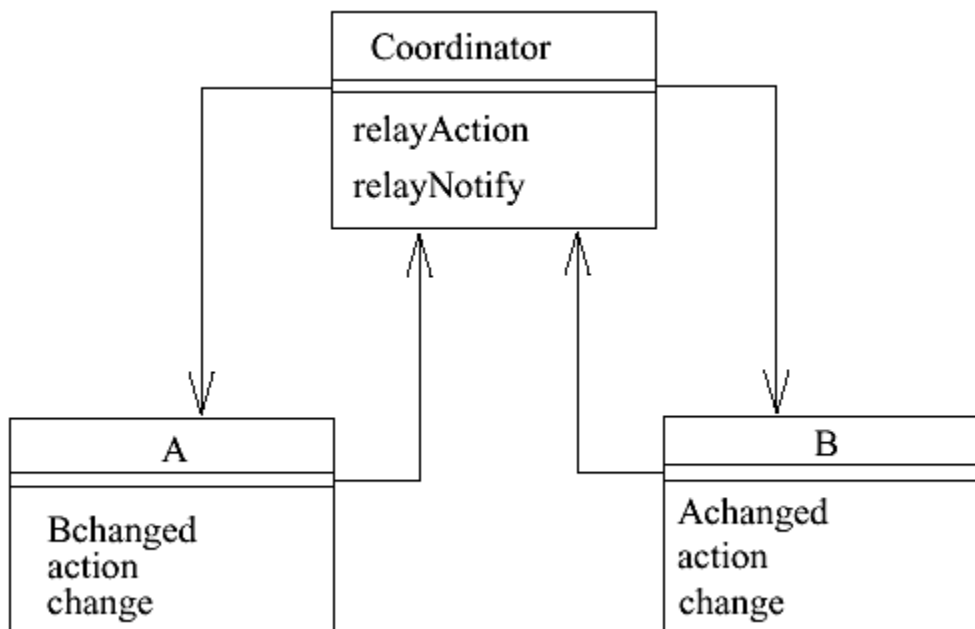 Coordinator
relayAction
relayNotify
A
Bchanged
action
change
B
Achanged
action
change